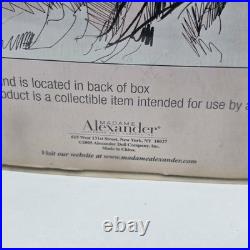 nd is located in back of box
oduct is a collectible item intended for use by a
MADAME
Alexander
615 West 131st Street, New York, NY 10027
©2005 Alexander Doll Company, Inc.
Made in China.
Visit our website at www.madamealexander.com